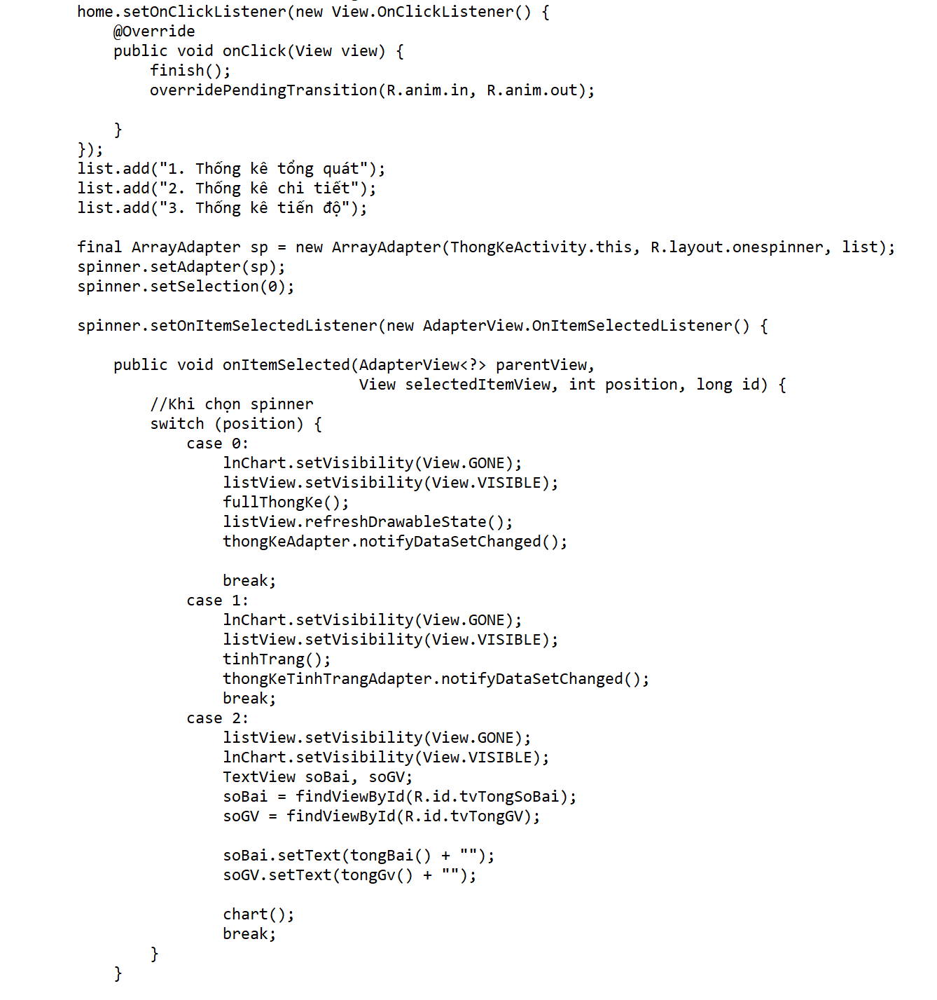 home.setOnClickListener(new View.OnClickListener() {
    @Override
    public void onClick(View view) {
        finish();
        overridePendingTransition(R.anim.in, R.anim.out);

    }
});
list.add("1. Thống kê tổng quát");
list.add("2. Thống kê chi tiết");
list.add("3. Thống kê tiến độ");

final ArrayAdapter sp = new ArrayAdapter(ThongKeActivity.this, R.layout.onespinner, list);
spinner.setAdapter(sp);
spinner.setSelection(0);

spinner.setOnItemSelectedListener(new AdapterView.OnItemSelectedListener() {

    public void onItemSelected(AdapterView<?> parentView,
                               View selectedItemView, int position, long id) {
        //Khi chọn spinner
        switch (position) {
            case 0:
                lnChart.setVisibility(View.GONE);
                listView.setVisibility(View.VISIBLE);
                fullThongKe();
                listView.refreshDrawableState();
                thongKeAdapter.notifyDataSetChanged();

                break;
            case 1:
                lnChart.setVisibility(View.GONE);
                listView.setVisibility(View.VISIBLE);
                tinhTrang();
                thongKeTinhTrangAdapter.notifyDataSetChanged();
                break;
            case 2:
                listView.setVisibility(View.GONE);
                lnChart.setVisibility(View.VISIBLE);
                TextView soBai, soGV;
                soBai = findViewById(R.id.tvTongSoBai);
                soGV = findViewById(R.id.tvTongGV);

                soBai.setText(tongBai() + "");
                soGV.setText(tongGv() + "");

                chart();
                break;
        }
    }